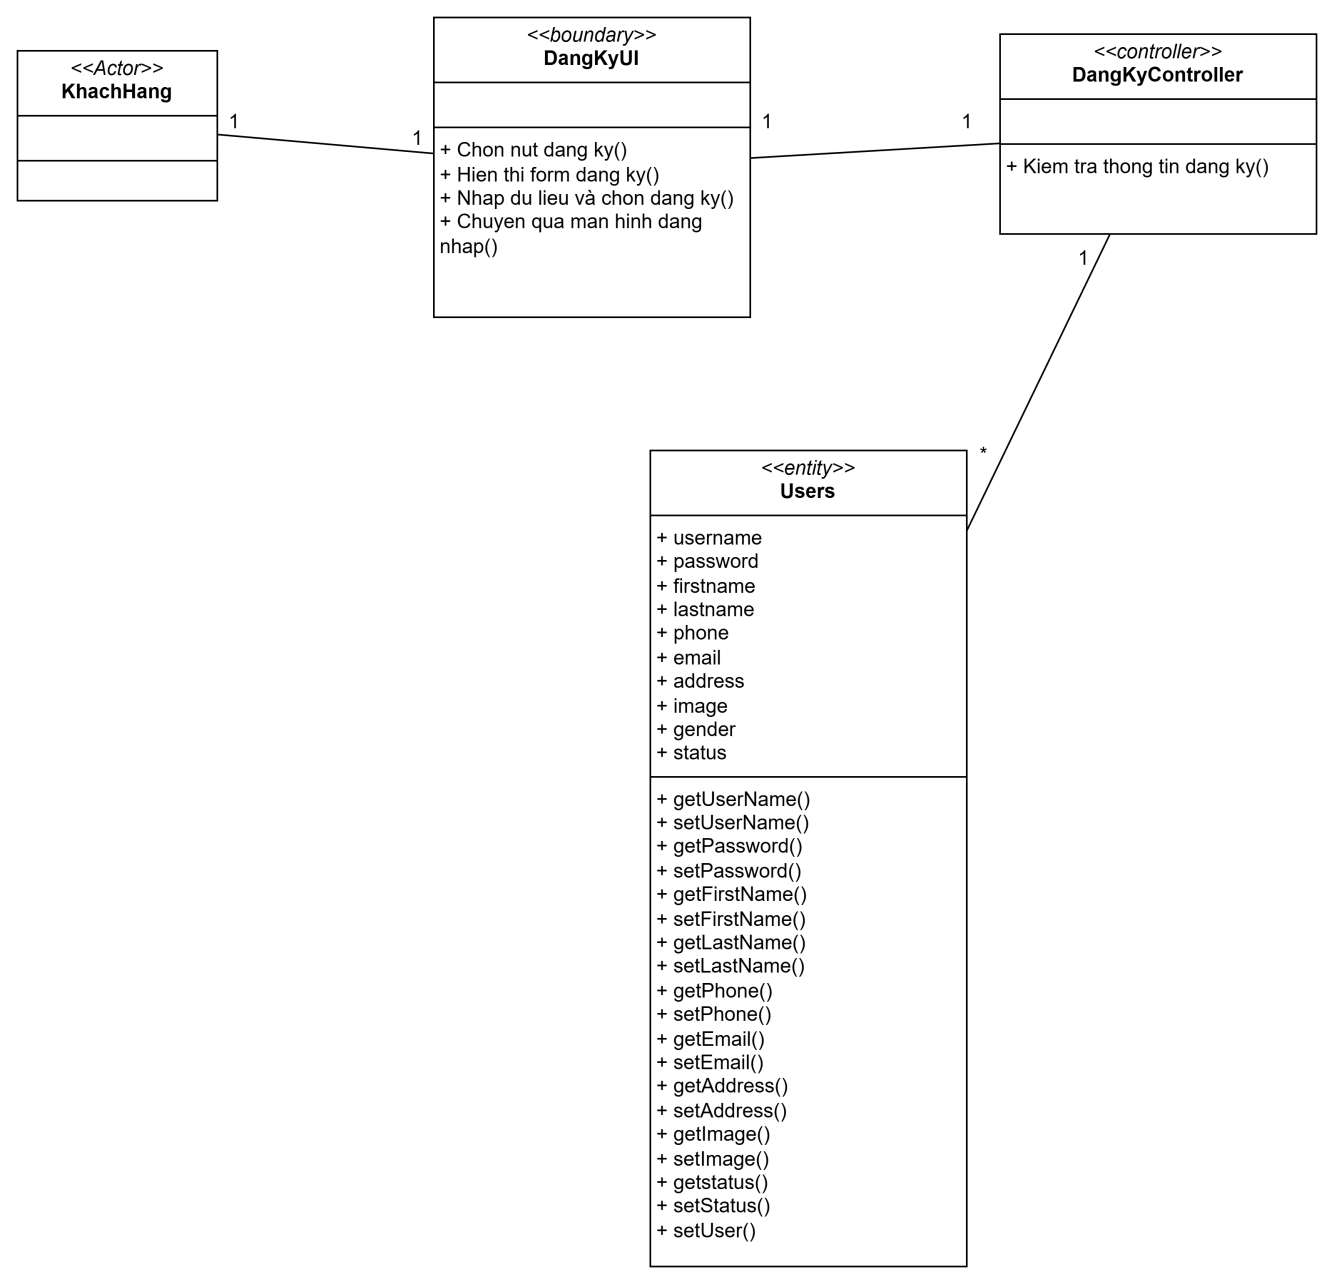 <<Actor>>
KhachHang
1
1
<<boundary>>
DangKyUI
+ Chon nut dang ky()
+ Hien thi form dang ky()
+ Nhap du lieu và chon dang ky()
+ Chuyen qua man hinh dang
nhap()
1
1
<<controller>>
DangKyController
+ Kiem tra thong tin dang ky()
1
*
<<entity>>
Users
+ username
+ password
+ firstname
+ lastname
+ phone
+ email
+ address
+ image
+ gender
+ status
+ getUserName()
+ setUserName()
+ getPassword()
+ setPassword()
+ getFirstName()
+ setFirstName()
+ getLastName()
+ setLastName()
+ getPhone()
+ setPhone()
+ getEmail()
+ setEmail()
+ getAddress()
+ setAddress()
+ getImage()
+ setImage()
+ getstatus()
+ setStatus()
+ setUser()